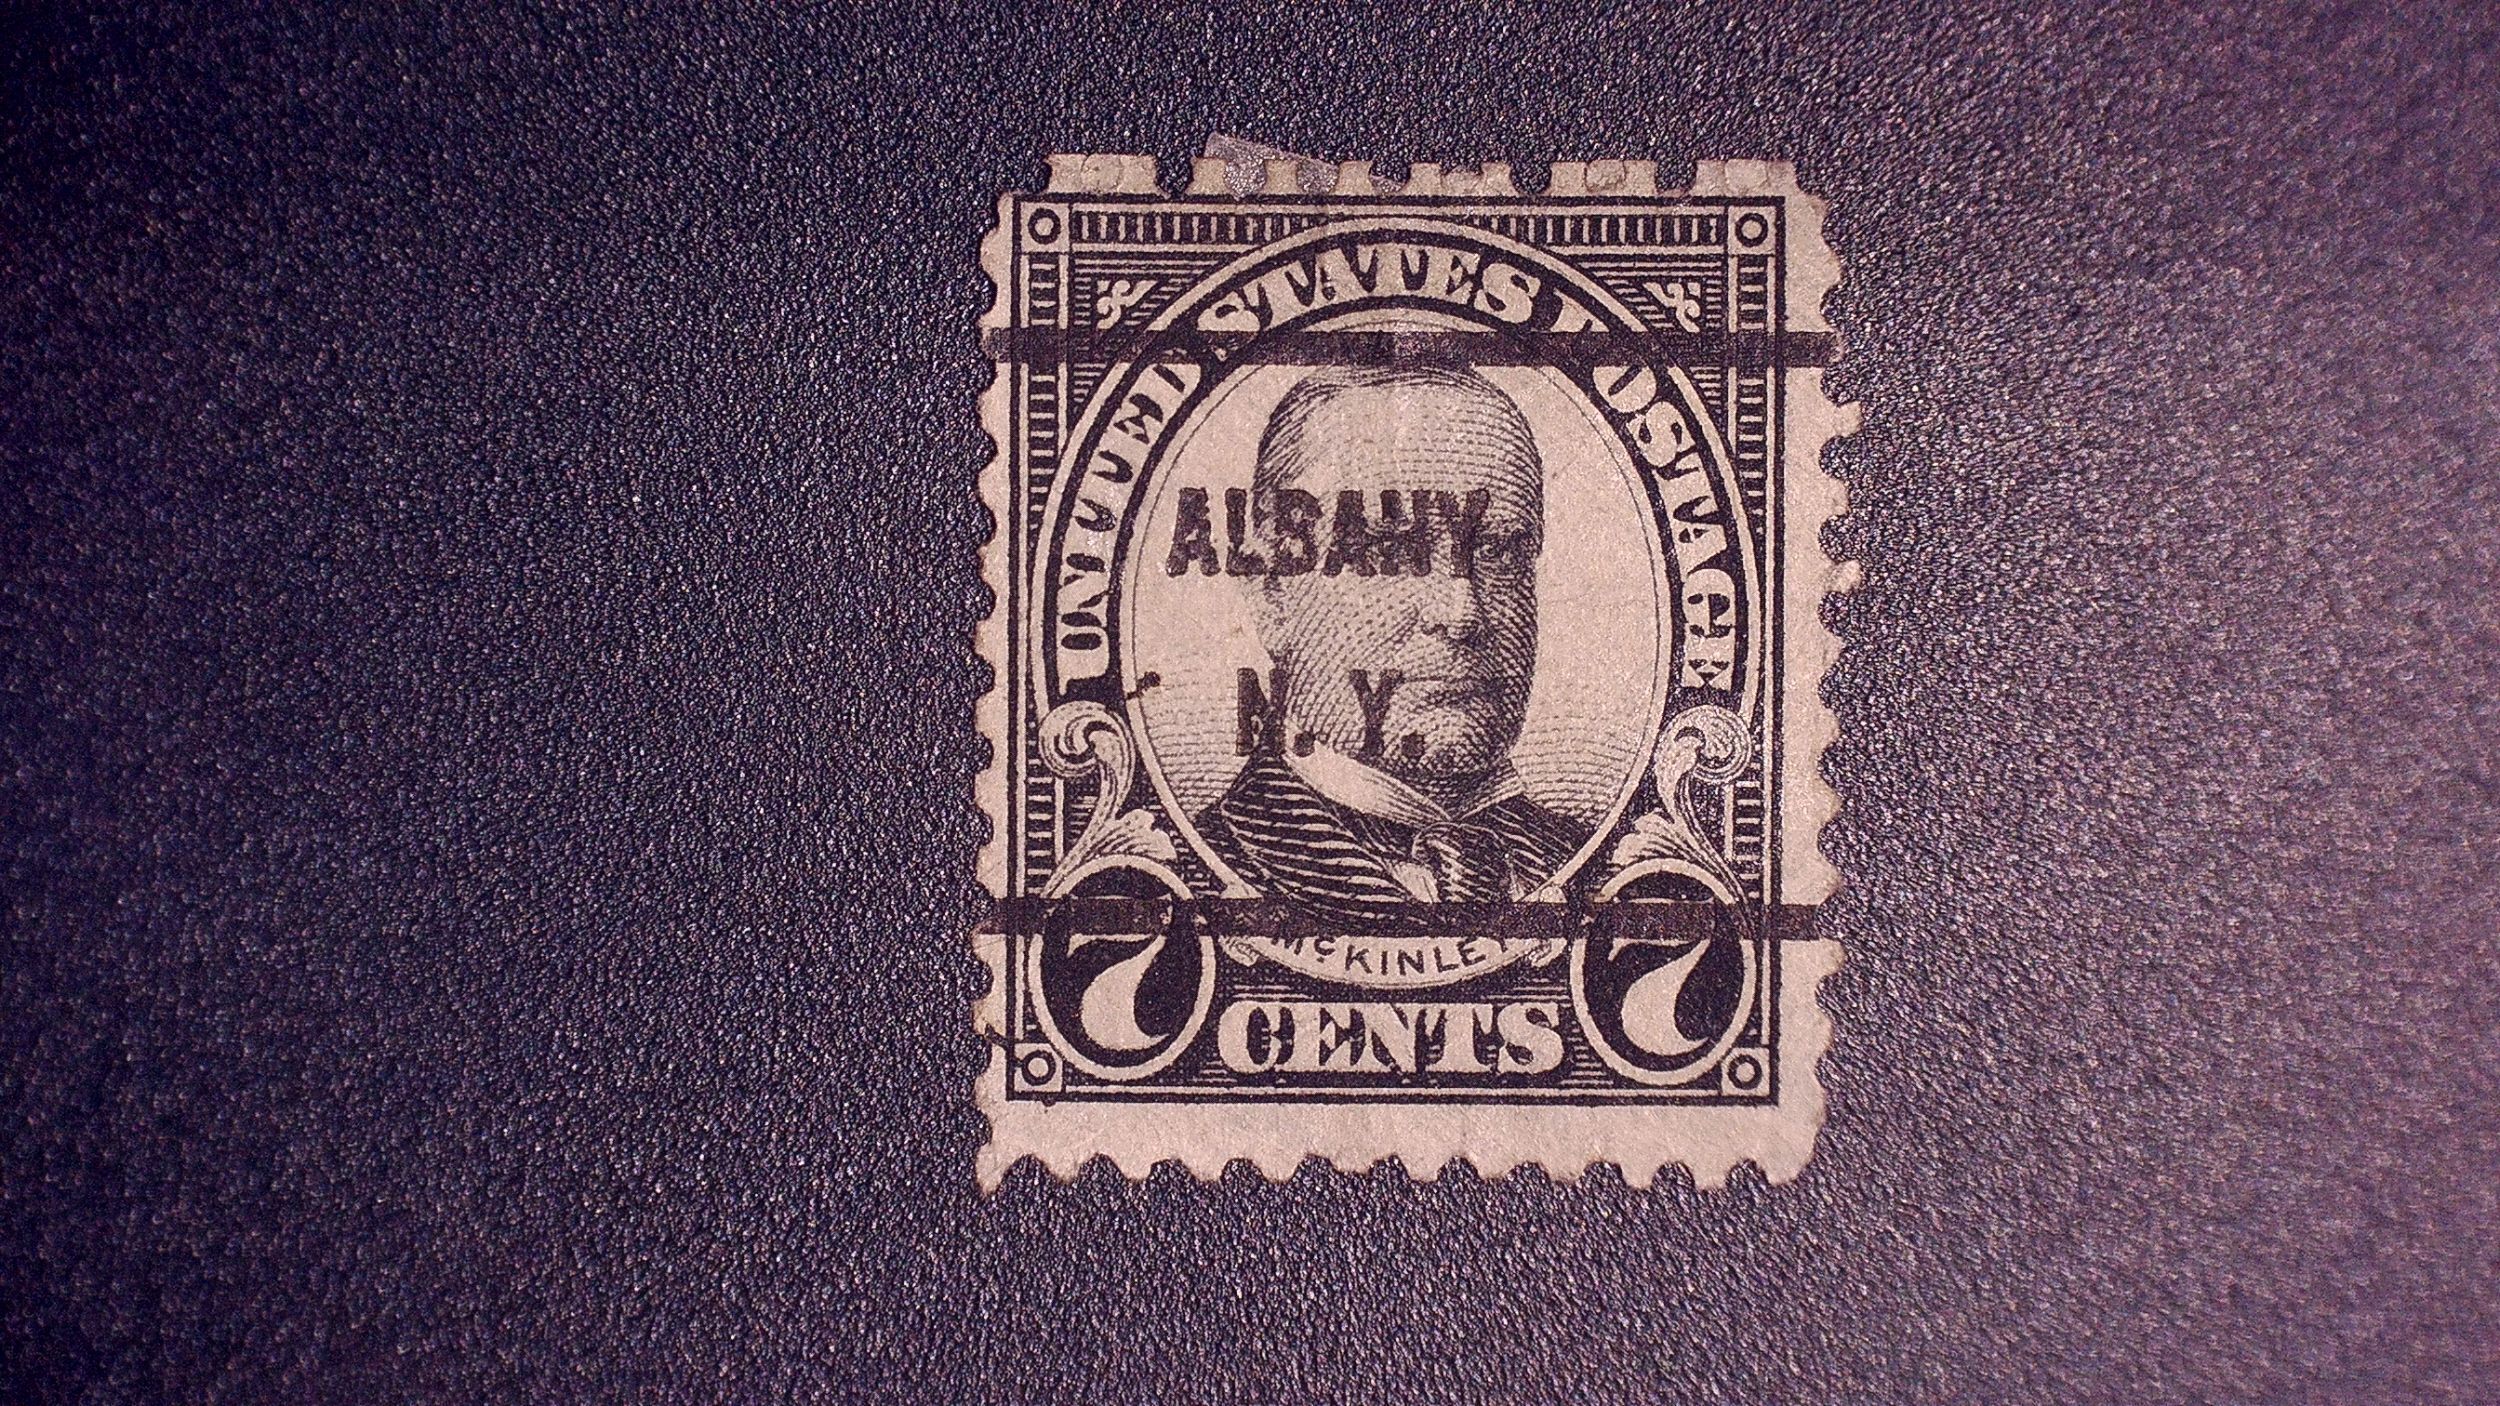 UNITED STATES POSTAGE
ALBANY
N. Y.
McKINLEY
7 CENTS 7